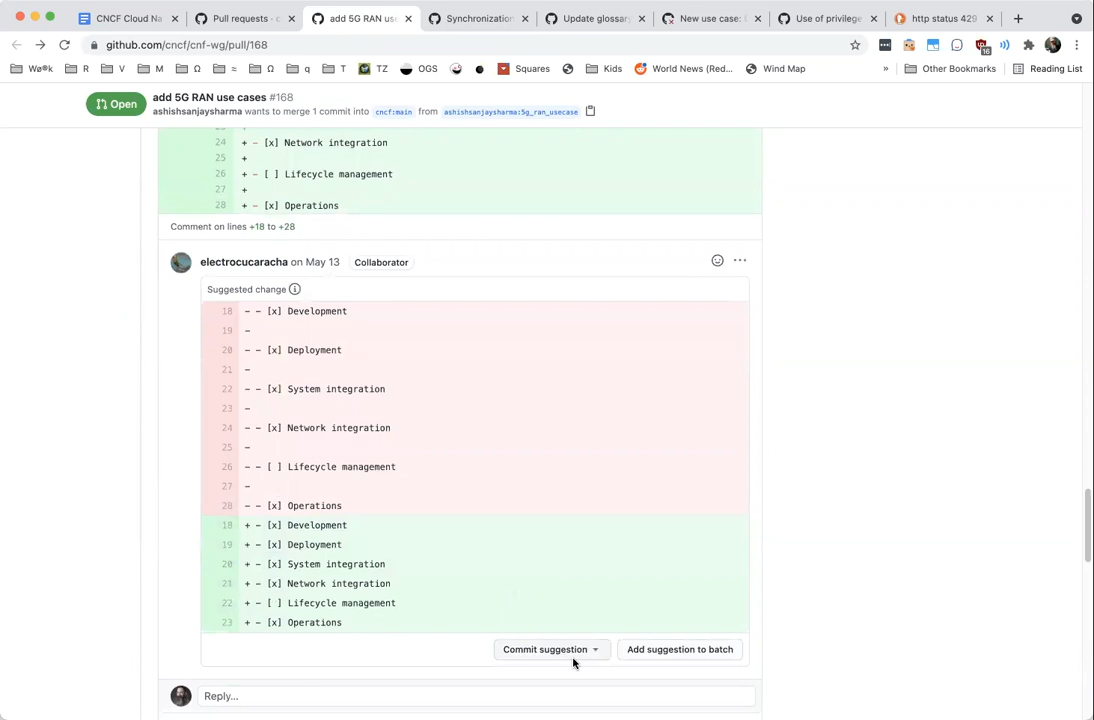 CNCF Cloud Na
Pull requests · c
add 5G RAN use
Synchronization
Update glossary
New use case: 
Use of privilege
http status 429
github.com/cncf/cnf-wg/pull/168
16
Wø®k
R
V
M
Ω
≈
Ω
q
T
TZ
OGS
Squares
Kids
World News (Red...
Wind Map
»
Other Bookmarks
Reading List
Open
add 5G RAN use cases #168
ashishsanjaysharma wants to merge 1 commit into cncf:main from ashishsanjaysharma:5g_ran_usecase
24 + - [x] Network integration
25 +
26 + - [ ] Lifecycle management
27 +
28 + - [x] Operations
Comment on lines +18 to +28
electrocucaracha on May 13 Collaborator
Suggested change
18 - - [x] Development
19 -
20 - - [x] Deployment
21 -
22 - - [x] System integration
23 -
24 - - [x] Network integration
25 -
26 - - [ ] Lifecycle management
27 -
28 - - [x] Operations
18 + - [x] Development
19 + - [x] Deployment
20 + - [x] System integration
21 + - [x] Network integration
22 + - [ ] Lifecycle management
23 + - [x] Operations
Commit suggestion
Add suggestion to batch
Reply...